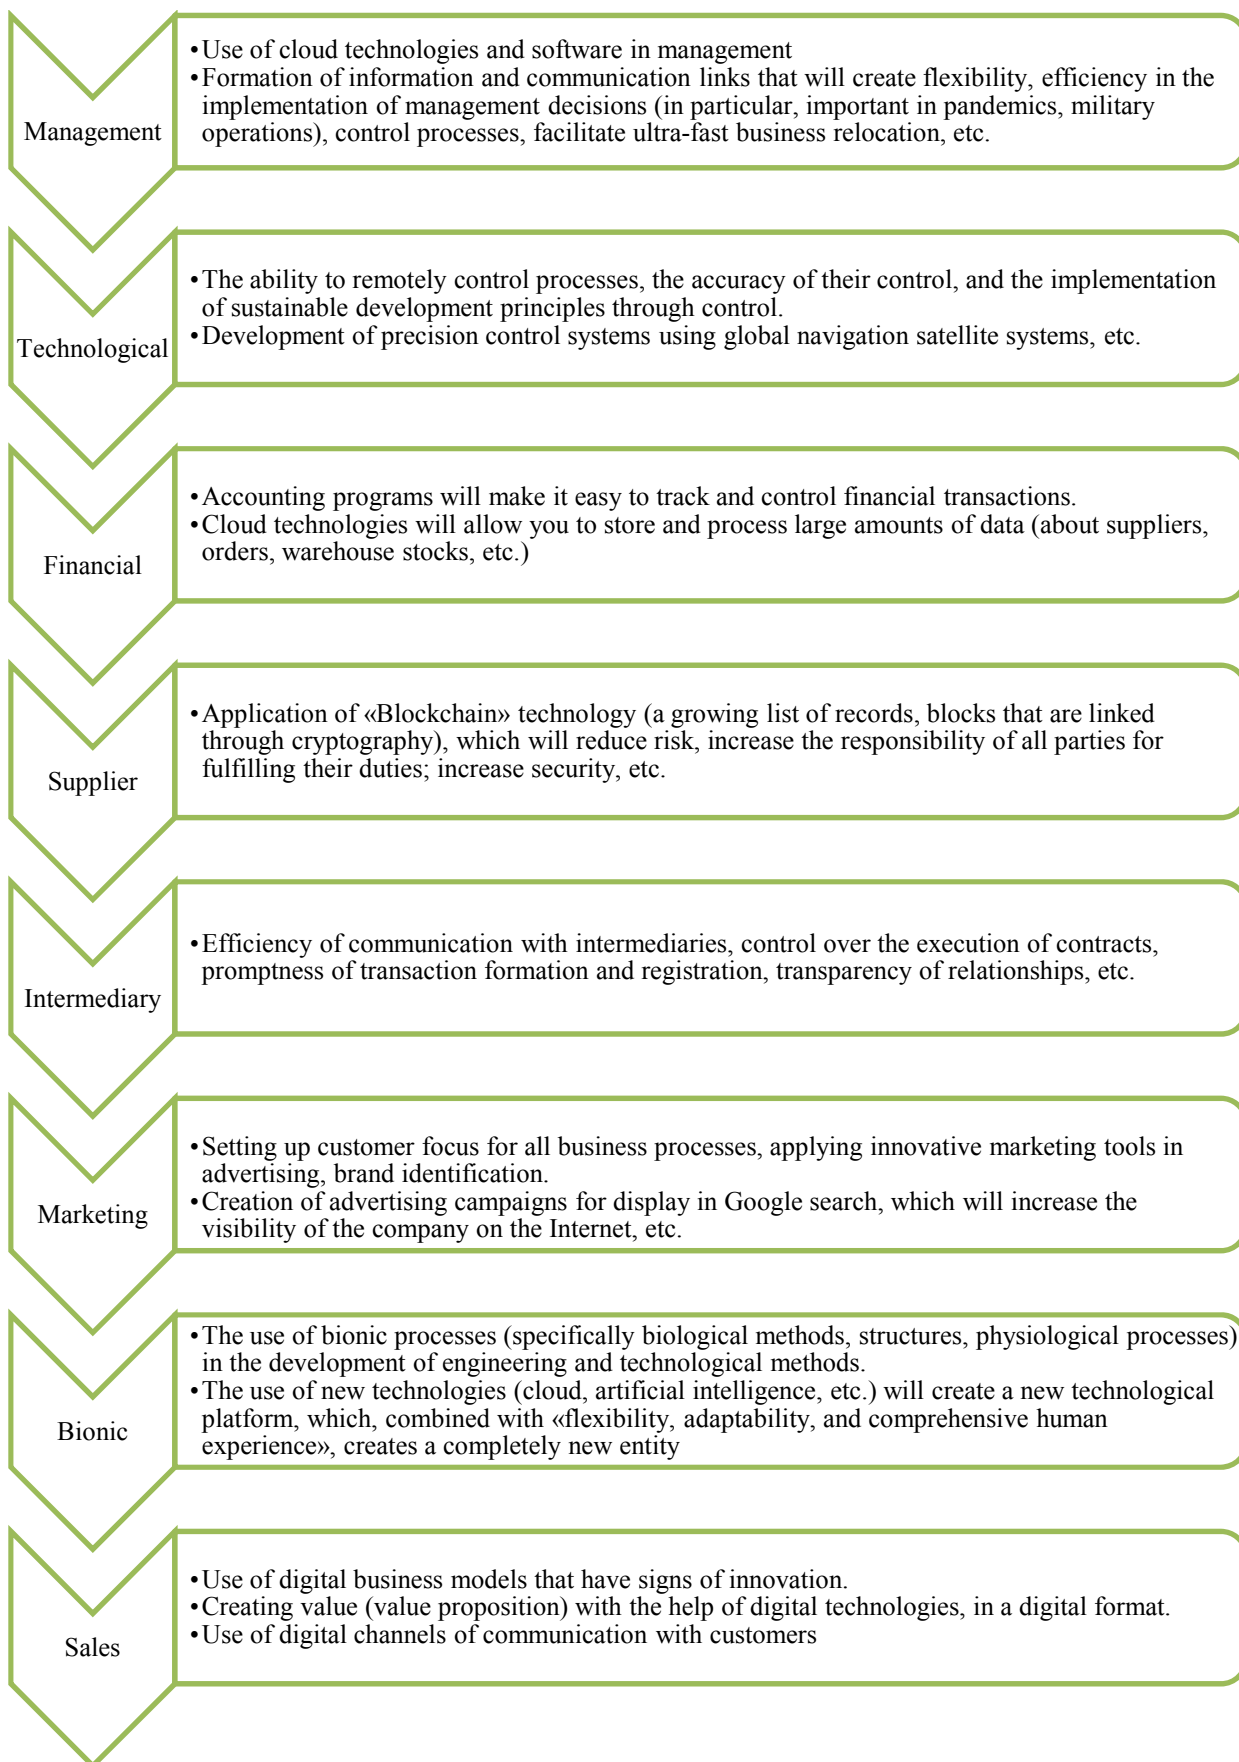 Management
•Use of cloud technologies and software in management
•Formation of information and communication links that will create flexibility, efficiency in the
implementation of management decisions (in particular, important in pandemics, military
operations), control processes, facilitate ultra-fast business relocation, etc.
Technological
•The ability to remotely control processes, the accuracy of their control, and the implementation
of sustainable development principles through control.
•Development of precision control systems using global navigation satellite systems, etc.
Financial
•Accounting programs will make it easy to track and control financial transactions.
•Cloud technologies will allow you to store and process large amounts of data (about suppliers,
orders, warehouse stocks, etc.)
Supplier
•Application of «Blockchain» technology (a growing list of records, blocks that are linked
through cryptography), which will reduce risk, increase the responsibility of all parties for
fulfilling their duties; increase security, etc.
Intermediary
•Efficiency of communication with intermediaries, control over the execution of contracts,
promptness of transaction formation and registration, transparency of relationships, etc.
Marketing
•Setting up customer focus for all business processes, applying innovative marketing tools in
advertising, brand identification.
•Creation of advertising campaigns for display in Google search, which will increase the
visibility of the company on the Internet, etc.
Bionic
•The use of bionic processes (specifically biological methods, structures, physiological processes)
in the development of engineering and technological methods.
•The use of new technologies (cloud, artificial intelligence, etc.) will create a new technological
platform, which, combined with «flexibility, adaptability, and comprehensive human
experience», creates a completely new entity
Sales
•Use of digital business models that have signs of innovation.
•Creating value (value proposition) with the help of digital technologies, in a digital format.
•Use of digital channels of communication with customers